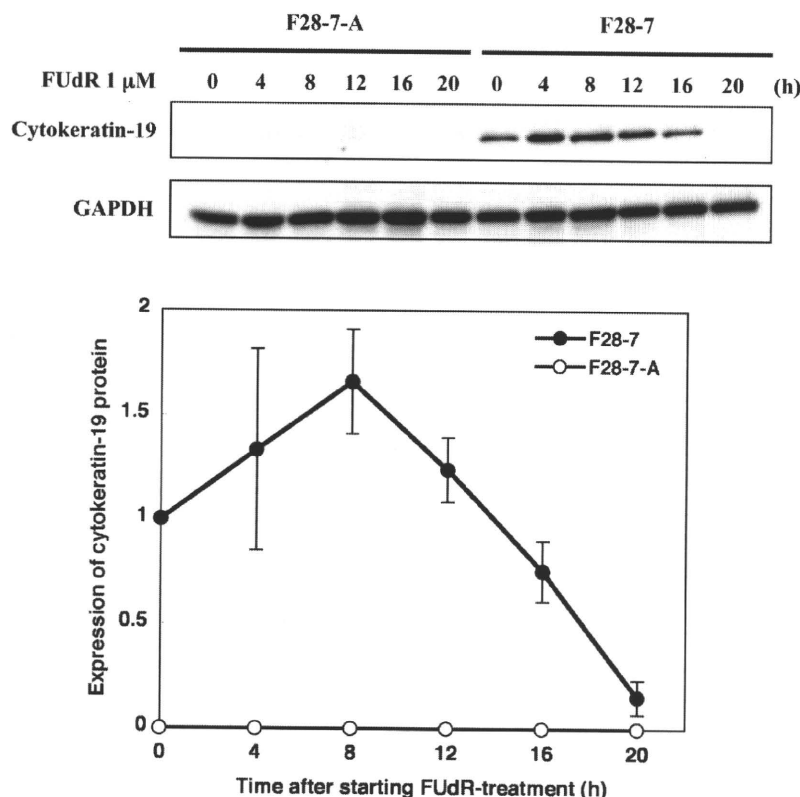 F28-7-A F28-7
FUdR 1 μM 0 4 8 12 16 20 0 4 8 12 16 20 (h)
Cytokeratin-19
GAPDH
2
1.5
1
0.5
0
Expression of cytokeratin-19 protein
F28-7
F28-7-A
0 4 8 12 16 20
Time after starting FUdR-treatment (h)